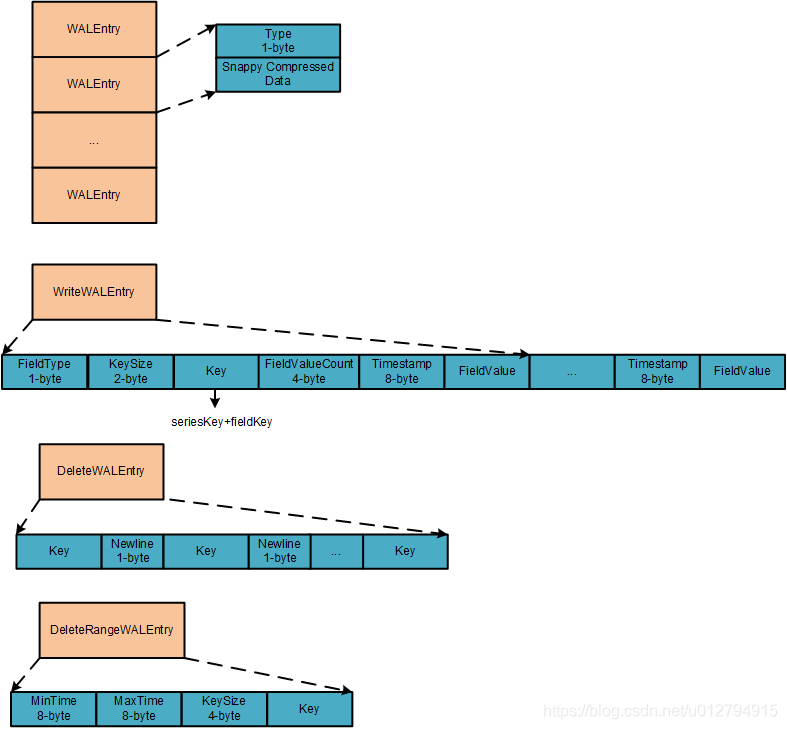 WALEntry
Type
1-byte
Snappy Compressed
Data
WALEntry
...
WALEntry
WriteWALEntry
FieldType
1-byte
KeySize
2-byte
Key
FieldValueCount
4-byte
Timestamp
8-byte
FieldValue
...
Timestamp
8-byte
FieldValue
seriesKey+fieldKey
DeleteWALEntry
Key
Newline
1-byte
Key
Newline
1-byte
...
Key
DeleteRangeWALEntry
MinTime
8-byte
MaxTime
8-byte
KeySize
4-byte
Key
https://blog.csdn.net/u012794915